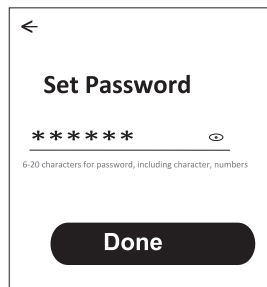 Set Password
******
6-20 characters for password, including character, numbers
Done